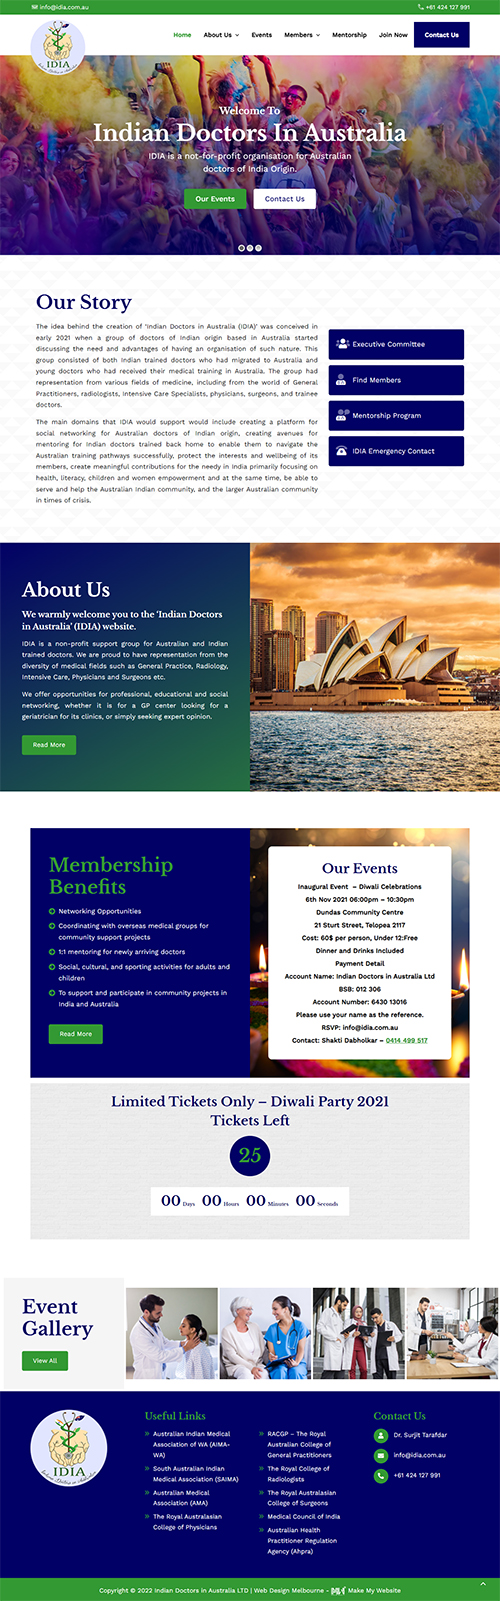 info@idia.com.au
+61 424 127 991
IDIA
Home
About Us
Events
Members
Mentorship
Join Now
Contact Us
Welcome To
Indian Doctors In Australia
IDIA is a not-for-profit organisation for Australian
doctors of India Origin.
Our Events
Contact Us
Our Story
The idea behind the creation of 'Indian Doctors in Australia (IDIA)' was conceived in
early 2021 when a group of doctors of Indian origin based in Australia started
discussing the need and advantages of having an organisation of such nature. This
group consisted of both Indian trained doctors who had migrated to Australia and
young doctors who had received their medical training in Australia. The group had
representation from various fields of medicine, including from the world of General
Practitioners, radiologists, Intensive Care Specialists, physicians, surgeons, and trainee
doctors.
The main domains that IDIA would support would include creating a platform for
social networking for Australian doctors of Indian origin, creating avenues for
mentoring for Indian doctors trained back home to enable them to navigate the
Australian training pathways successfully, protect the interests and wellbeing of its
members, create meaningful contributions for the needy in India primarily focusing on
health, literacy, children and women empowerment and at the same time, be able to
serve and help the Australian Indian community, and the larger Australian community
in times of crisis.
Executive Committee
Find Members
Mentorship Program
IDIA Emergency Contact
About Us
We warmly welcome you to the 'Indian Doctors
in Australia' (IDIA) website.
IDIA is a non-profit support group for Australian and Indian
trained doctors. We are proud to have representation from the
diversity of medical fields such as General Practice, Radiology,
Intensive Care, Physicians and Surgeons etc.
We offer opportunities for professional, educational and social
networking, whether it is for a GP center looking for a
geriatrician for its clinics, or simply seeking expert opinion.
Read More
Membership
Benefits
Networking Opportunities
Coordinating with overseas medical groups for
community support projects
1:1 mentoring for newly arriving doctors
Social, cultural, and sporting activities for adults and
children
To support and participate in community projects in
India and Australia
Read More
Our Events
Inaugural Event – Diwali Celebrations
6th Nov 2021 06:00pm – 10:30pm
Dundas Community Centre
21 Sturt Street, Telopea 2117
Cost: 60$ per person, Under 12:Free
Dinner and Drinks Included
Payment Detail
Account Name: Indian Doctors in Australia Ltd
BSB: 012 306
Account Number: 6430 13016
Please use your name as the reference.
RSVP: info@idia.com.au
Contact: Shakti Dabholkar – 0414 499 517
Limited Tickets Only – Diwali Party 2021
Tickets Left
25
00 Days 00 Hours 00 Minutes 00 Seconds
Event
Gallery
View All
IDIA
Useful Links
Australian Indian Medical
Association of WA (AIMA-
WA)
South Australian Indian
Medical Association (SAIMA)
Australian Medical
Association (AMA)
The Royal Australasian
College of Physicians
RACGP – The Royal
Australian College of
General Practitioners
The Royal College of
Radiologists
The Royal Australasian
College of Surgeons
Medical Council of India
Australian Health
Practitioner Regulation
Agency (Ahpra)
Contact Us
Dr. Surjit Tarafdar
info@idia.com.au
+61 424 127 991
Copyright © 2022 Indian Doctors in Australia LTD | Web Design Melbourne - Make My Website